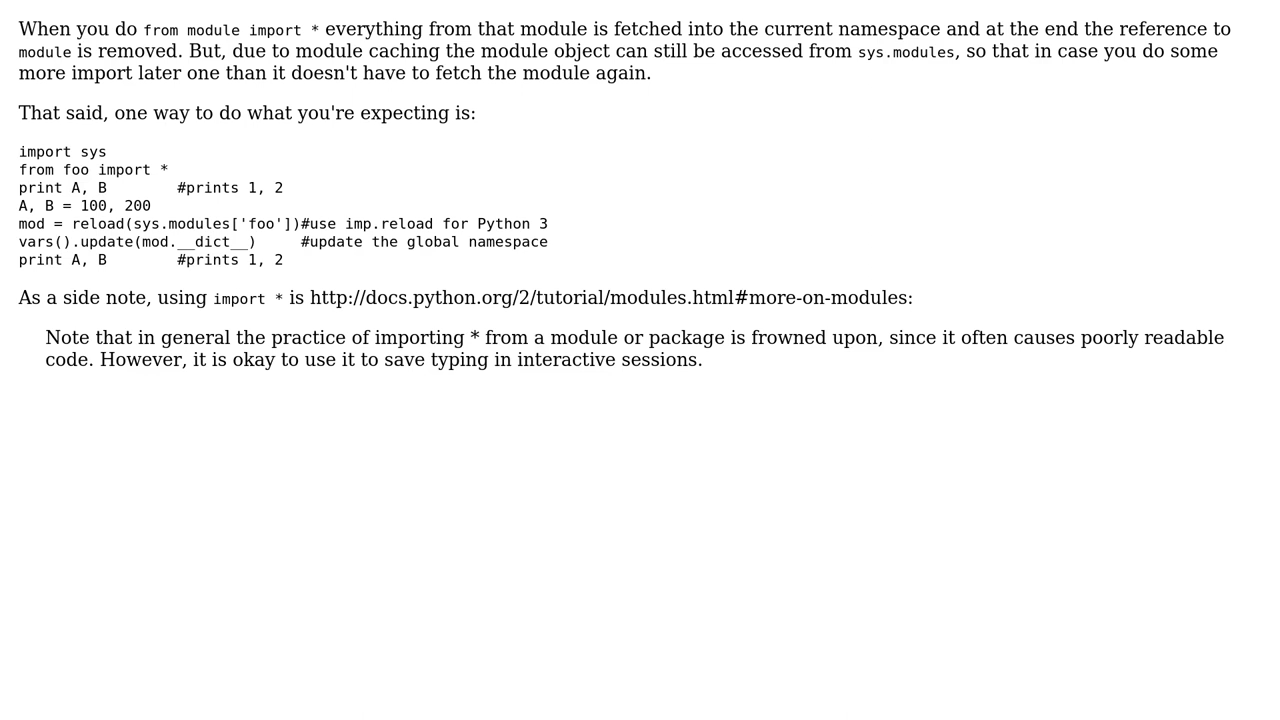 When you do from module import * everything from that module is fetched into the current namespace and at the end the reference to
module is removed. But, due to module caching the module object can still be accessed from sys.modules, so that in case you do some
more import later one than it doesn't have to fetch the module again.
That said, one way to do what you're expecting is:
import sys
from foo import *
print A, B        #prints 1, 2
A, B = 100, 200
mod = reload(sys.modules['foo'])#use imp.reload for Python 3
vars().update(mod.__dict__)     #update the global namespace
print A, B        #prints 1, 2
As a side note, using import * is http://docs.python.org/2/tutorial/modules.html#more-on-modules:
Note that in general the practice of importing * from a module or package is frowned upon, since it often causes poorly readable
code. However, it is okay to use it to save typing in interactive sessions.